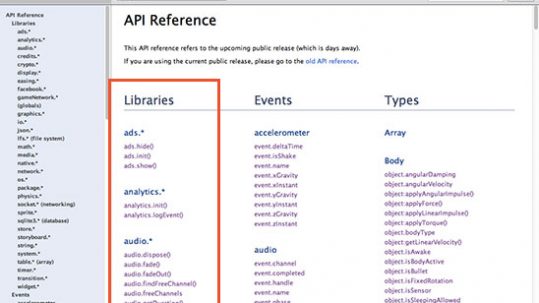 API Reference
Libraries
ads.*
analytics.*
audio.*
credits.*
crypto.*
display.*
easing.*
facebook.*
gameNetwork.*
(globals)
graphics.*
io.*
json.*
lfs.* (file system)
math.*
media.*
native.*
network.*
os.*
package.*
physics.*
socket.* (networking)
sprite.*
sqlite3.* (database)
store.*
storyboard.*
string.*
system.*
table.* (array)
timer.*
transition.*
widget.*
Events
API Reference
This API reference refers to the upcoming public release (which is days away).
If you are using the current public release, please go to the old API reference.
Libraries
ads.*
ads.hide()
ads.init()
ads.show()
analytics.*
analytics.init()
analytics.logEvent()
audio.*
audio.dispose()
audio.fade()
audio.fadeOut()
audio.findFreeChannel()
audio.freeChannels
audio.getDuration()
Events
accelerometer
event.deltaTime
event.isShake
event.name
event.xGravity
event.xInstant
event.yGravity
event.yInstant
event.zGravity
event.zInstant
audio
event.channel
event.completed
event.handle
event.name
event.phase
Types
Array
Body
object.angularDamping
object.angularVelocity
object:applyAngularImpulse()
object:applyForce()
object:applyLinearImpulse()
object:applyTorque()
object.bodyType
object:getLinearVelocity()
object.isAwake
object.isBodyActive
object.isBullet
object.isFixedRotation
object.isSensor
object.isSleepingAllowed